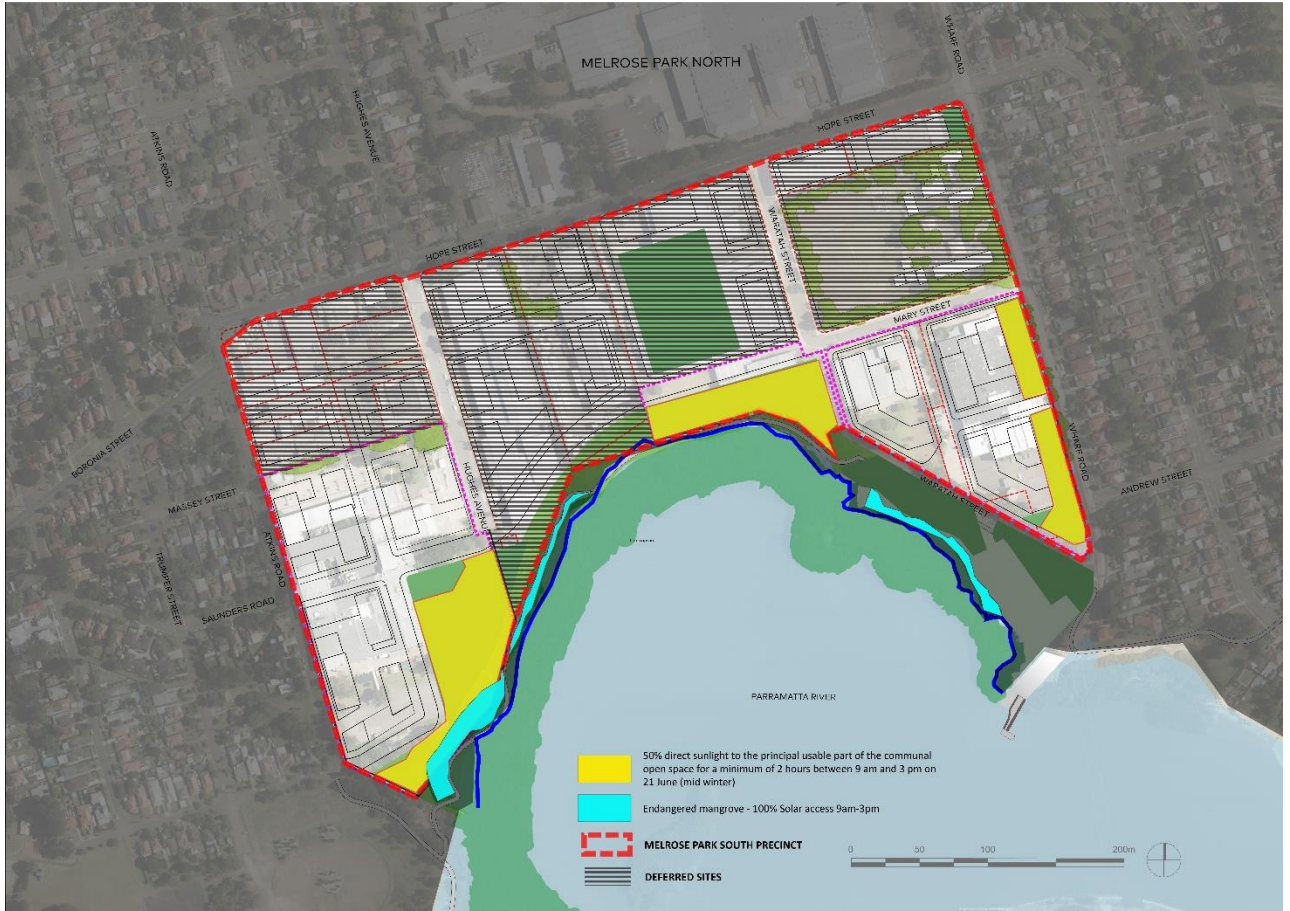 MELROSE PARK NORTH
WHARF ROAD
HUGHES AVENUE
ATKINS ROAD
HOPE STREET
WARATAH STREET
HOPE STREET
MARY STREET
BORONIA STREET
MASSEY STREET
HUGHES AVENUE
WHARF ROAD
ANDREW STREET
WARATAH STREET
ATKINS ROAD
TRUMPER STREET
SAUNDERS ROAD
PARRAMATTA RIVER
50% direct sunlight to the principal usable part of the communal
open space for a minimum of 2 hours between 9 am and 3 pm on
21 June (mid winter)
Endangered mangrove - 100% Solar access 9am-3pm
MELROSE PARK SOUTH PRECINCT
DEFERRED SITES
0 50 100 200m